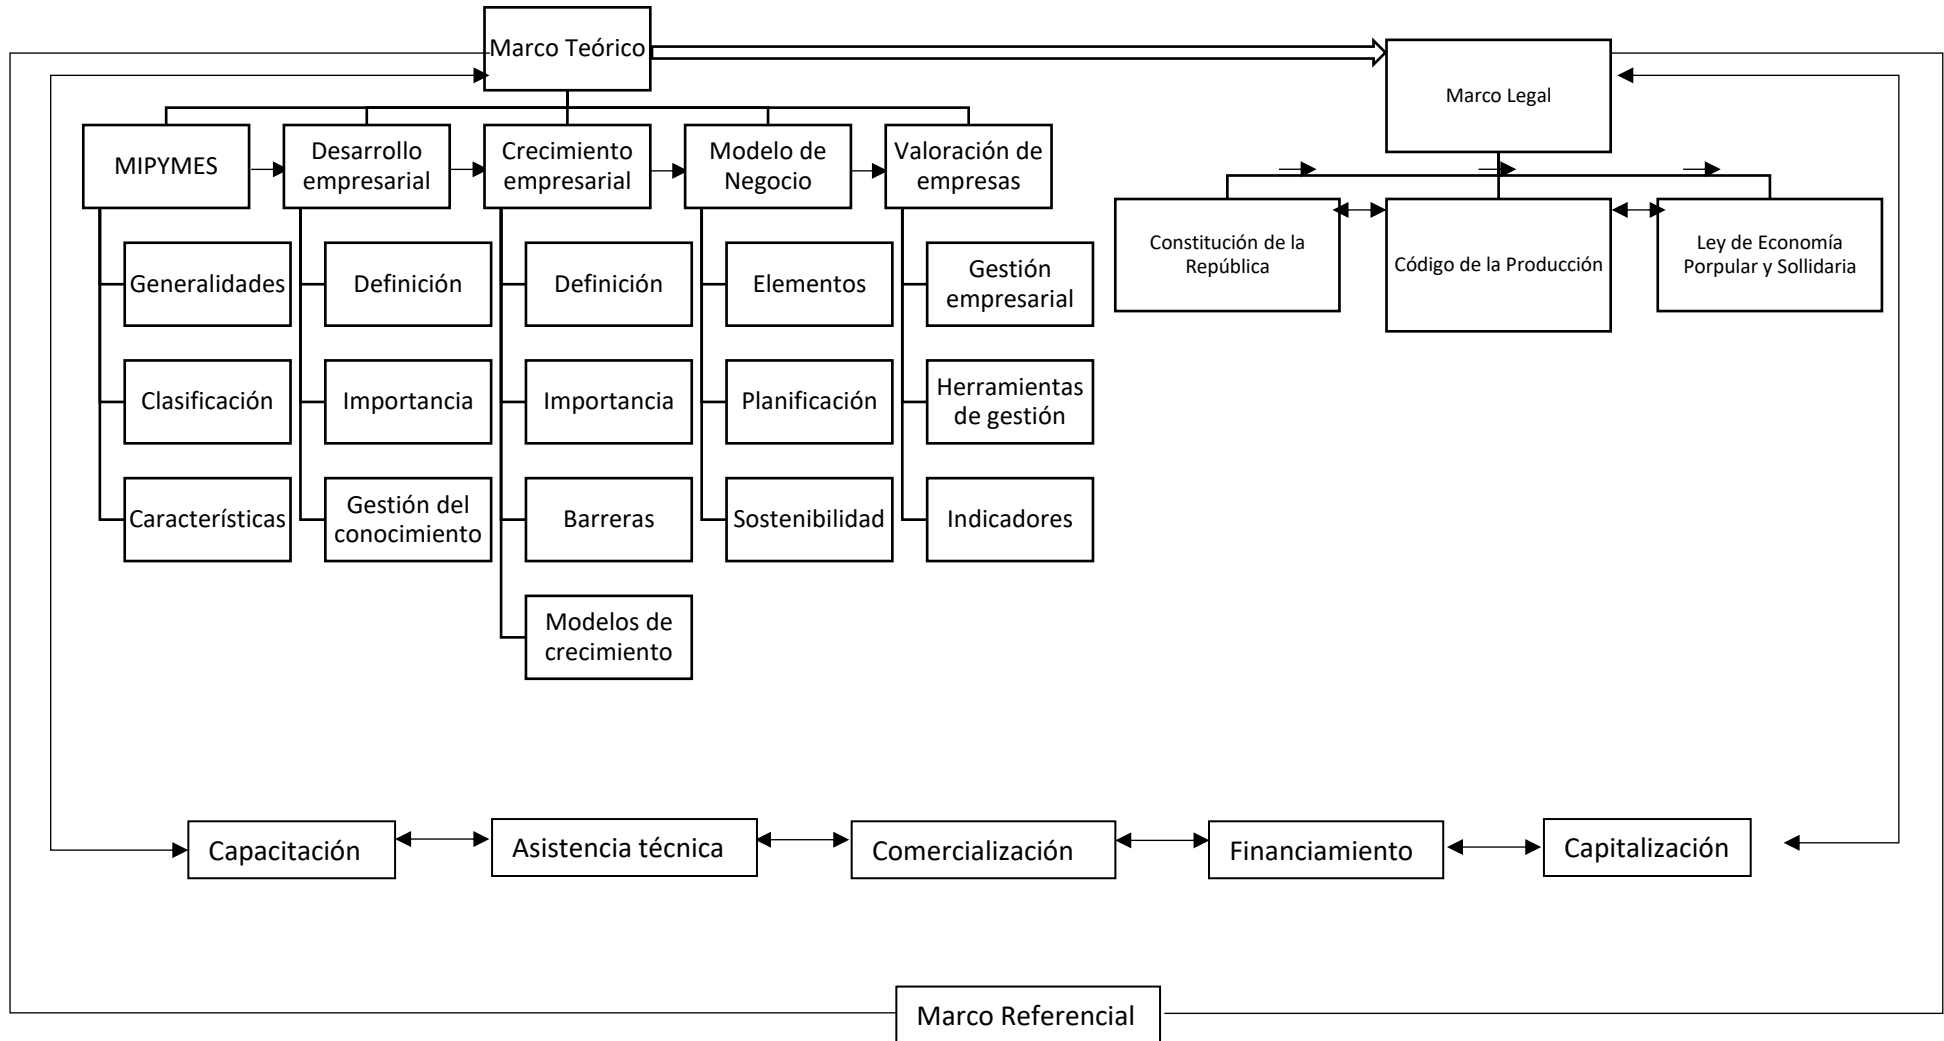 Marco Teórico
Marco Legal
MIPYMES
Desarrollo
empresarial
Crecimiento
empresarial
Modelo de
Negocio
Valoración de
empresas
Generalidades
Clasificación
Características
Definición
Importancia
Gestión del
conocimiento
Definición
Importancia
Barreras
Modelos de
crecimiento
Elementos
Planificación
Sostenibilidad
Gestión
empresarial
Herramientas
de gestión
Indicadores
Constitución de la
República
Código de la Producción
Ley de Economía
Porpular y Sollidaria
Capacitación
Asistencia técnica
Comercialización
Financiamiento
Capitalización
Marco Referencial